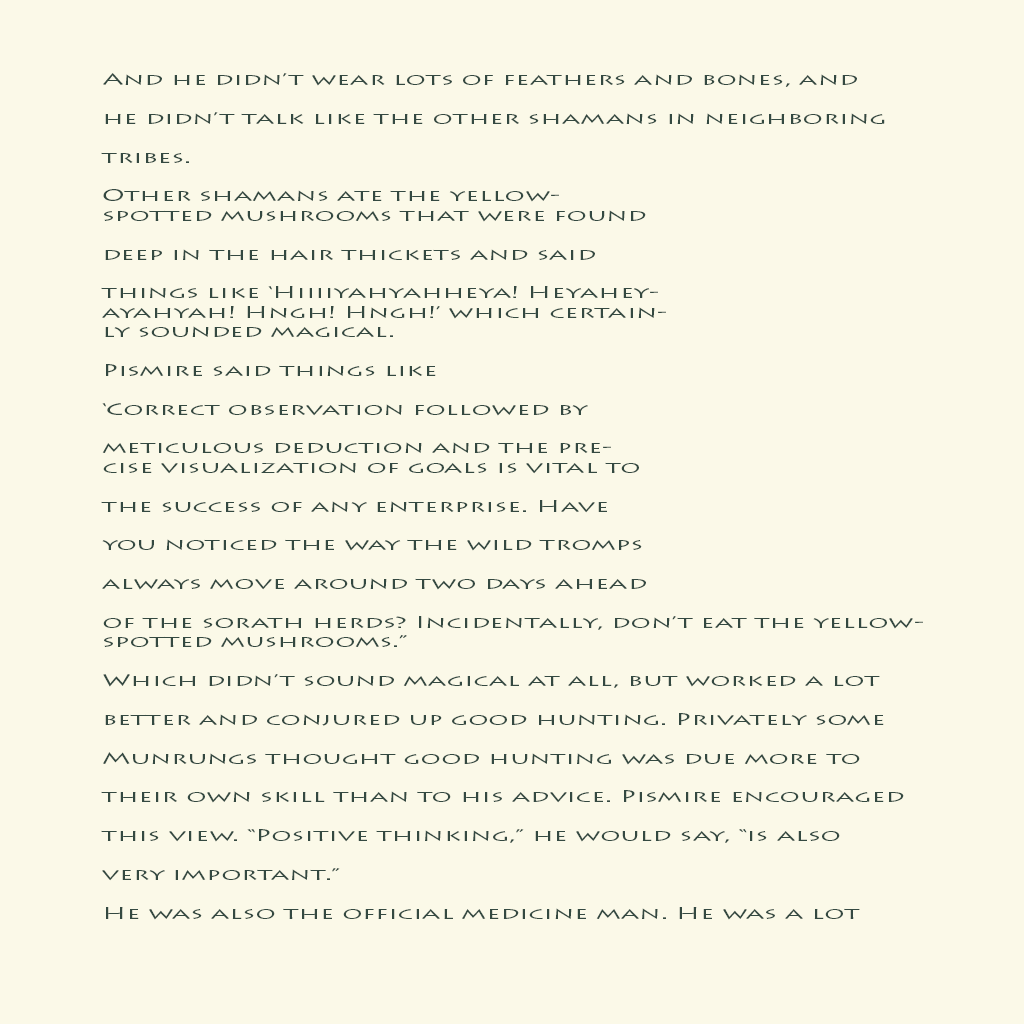 And he didn't wear lots of feathers and bones, and
he didn't talk like the other shamans in neighboring
tribes.
Other shamans ate the yellow-
spotted mushrooms that were found
deep in the hair thickets and said
things like 'Hiiiiyahyahheya! Heyahey-
ayahyah! Hngh! Hngh!' which certain-
ly sounded magical.
Pismire said things like
'Correct observation followed by
meticulous deduction and the pre-
cise visualization of goals is vital to
the success of any enterprise. Have
you noticed the way the wild tromps
always move around two days ahead
of the sorath herds? Incidentally, don't eat the yellow-
spotted mushrooms."
Which didn't sound magical at all, but worked a lot
better and conjured up good hunting. Privately some
Munrungs thought good hunting was due more to
their own skill than to his advice. Pismire encouraged
this view. "Positive thinking," he would say, "is also
very important."
He was also the official medicine man. He was a lot